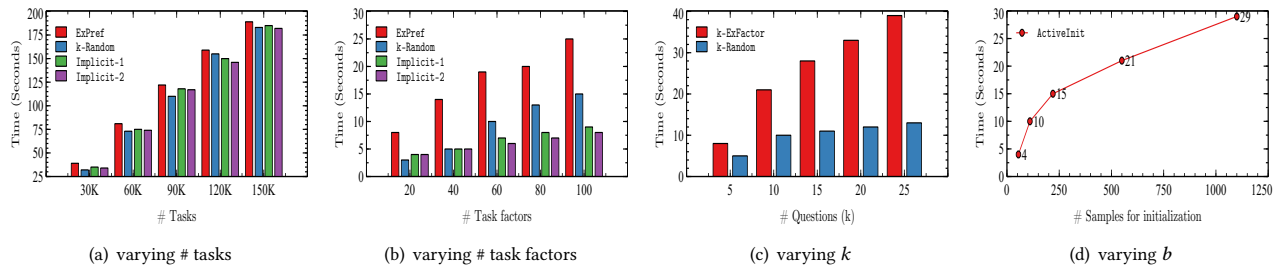 200
175
150
125
100
75
50
25
Time (Seconds)
ExPref
k-Random
Implicit-1
Implicit-2
30K 60K 90K 120K 150K
# Tasks
(a) varying # tasks
30
25
20
15
10
5
0
Time (Seconds)
ExPref
k-Random
Implicit-1
Implicit-2
20 40 60 80 100
# Task factors
(b) varying # task factors
40
30
20
10
0
Time (Seconds)
k-ExFactor
k-Random
5 10 15 20 25
# Questions (k)
(c) varying k
30
25
20
15
10
5
0
Time (Seconds)
ActiveInit
4
10
15
21
29
0 250 500 750 1000 1250
# Samples for initialization
(d) varying b